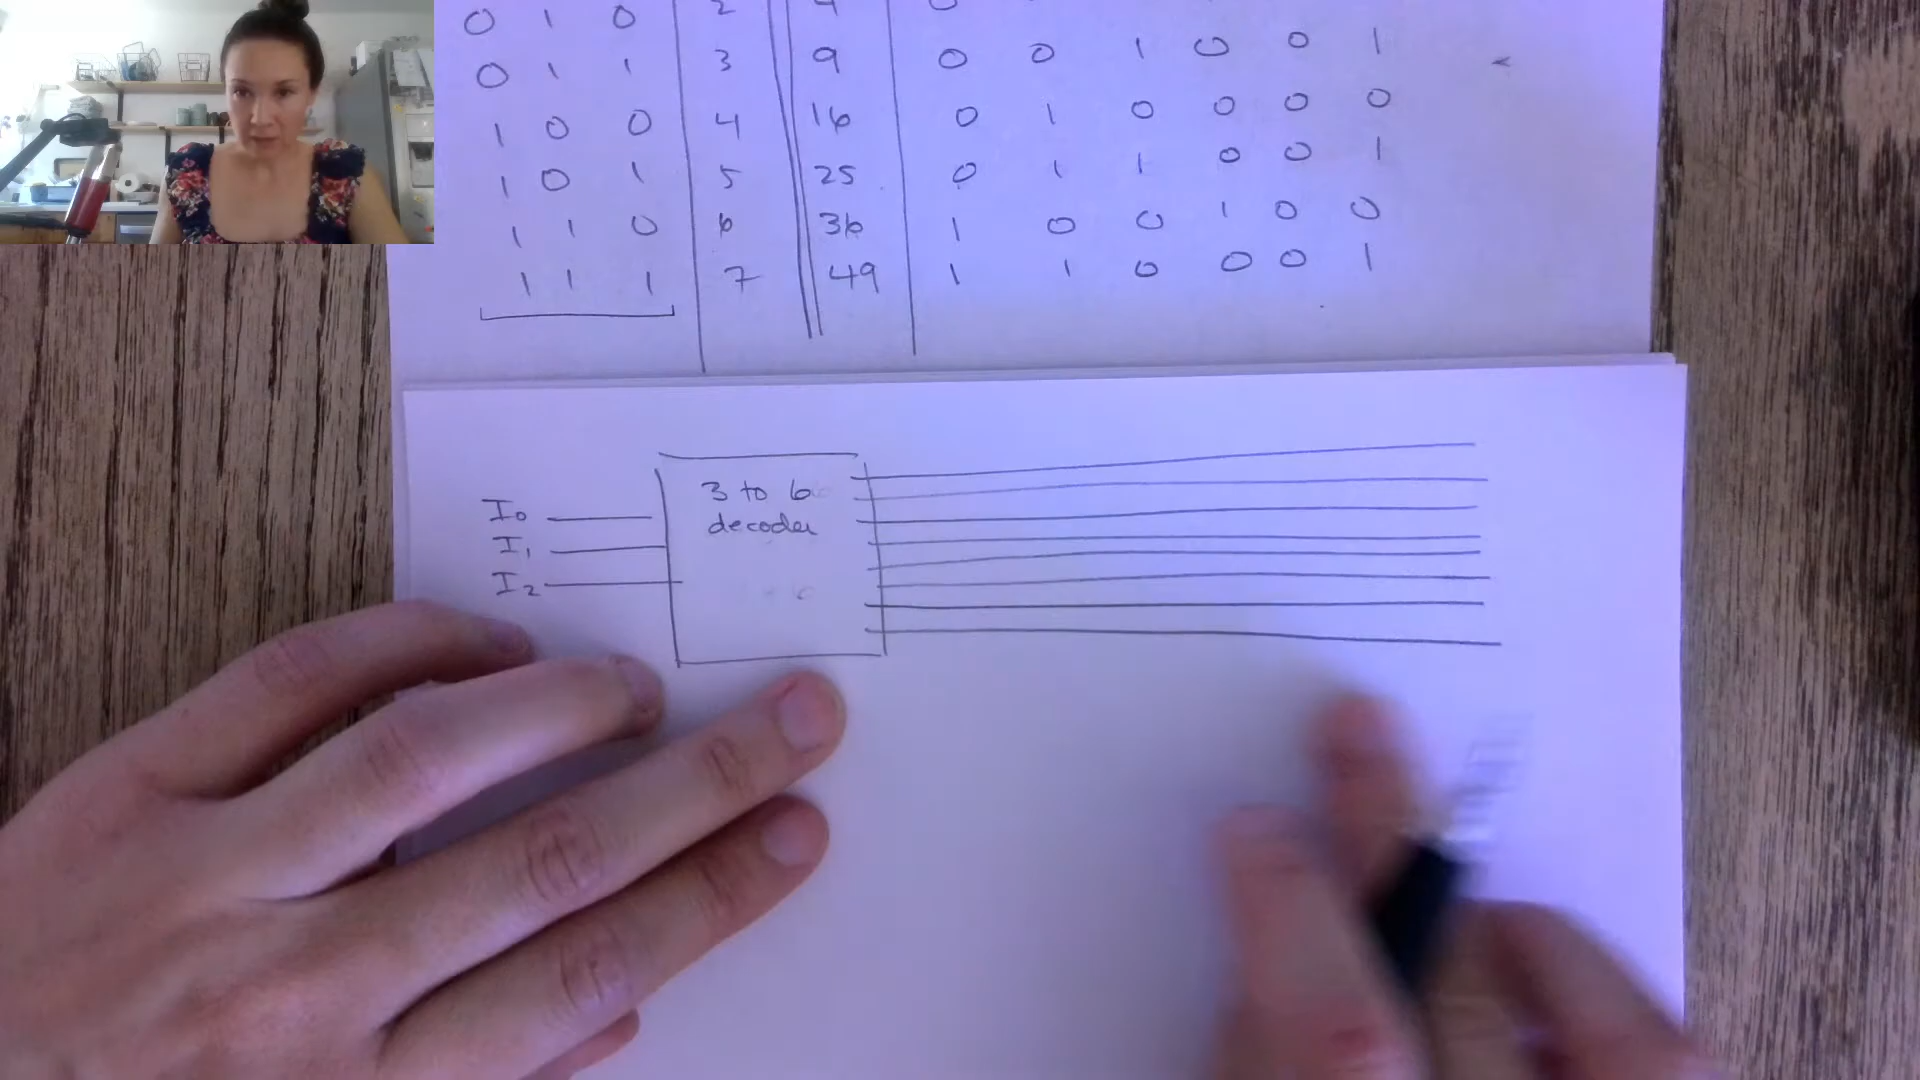 0 1 0 2 4 0
0 1 1 3 9 0 0 1 0 0 1
1 0 0 4 16 0 1 0 0 0 0
1 0 1 5 25 0 1 1 0 0 1
1 1 0 6 36 1 0 0 1 0 0
1 1 1 7 49 1 1 0 0 0 1
3 to 6
decoder
I0
I1
I2